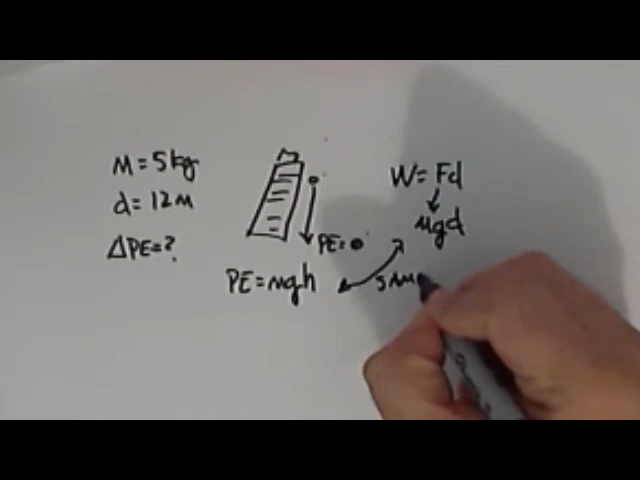 M = 5kg
d = 12M
ΔPE = ?
PE = 0
PE = mgh
W = Fd
mgd
SAM